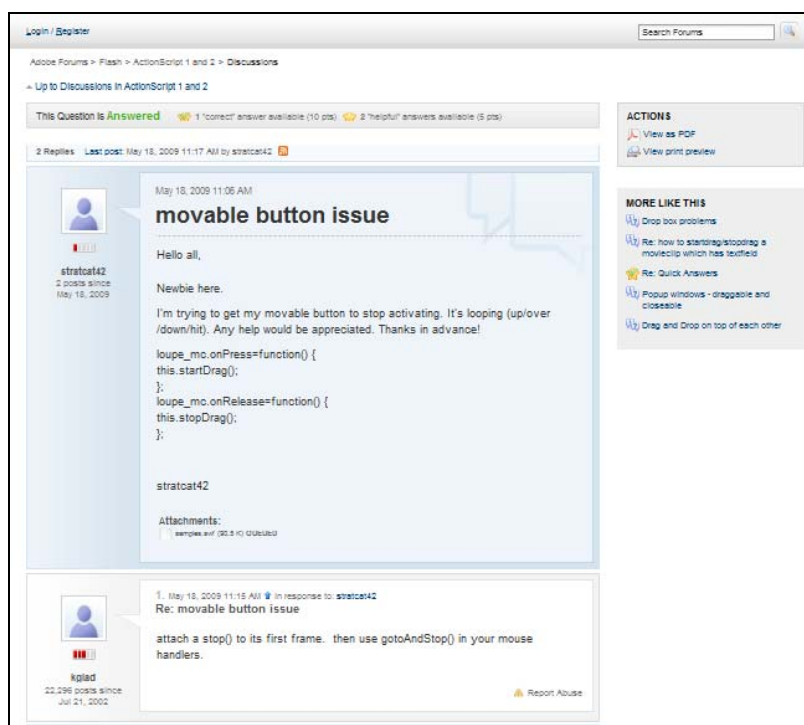 Login / Register
Search Forums
Adobe Forums > Flash > ActionScript 1 and 2 > Discussions
Up to Discussions in ActionScript 1 and 2
This Question is Answered 1 "correct" answer available (10 pts) 2 "helpful" answers available (5 pts)
2 Replies Last post: May 18, 2009 11:17 AM by stratcat42
May 18, 2009 11:06 AM
movable button issue
stratcat42
2 posts since
May 18, 2009
Hello all,
Newbie here.
I'm trying to get my movable button to stop activating. It's looping (up/over
/down/hit). Any help would be appreciated. Thanks in advance!
loupe_mc.onPress=function() {
this.startDrag();
};
loupe_mc.onRelease=function() {
this.stopDrag();
};
stratcat42
Attachments:
samples.swf (93.5 K) QUEUED
1. May 18, 2009 11:15 AM in response to: stratcat42
Re: movable button issue
attach a stop() to its first frame. then use gotoAndStop() in your mouse
handlers.
kglad
22,296 posts since
Jul 21, 2002
Report Abuse
ACTIONS
View as PDF
View print preview
MORE LIKE THIS
Drop box problems
Re: how to startdrag/stopdrag a
movieclip which has textfield
Re: Quick Answers
Popup windows - draggable and
closeable
Drag and Drop on top of each other